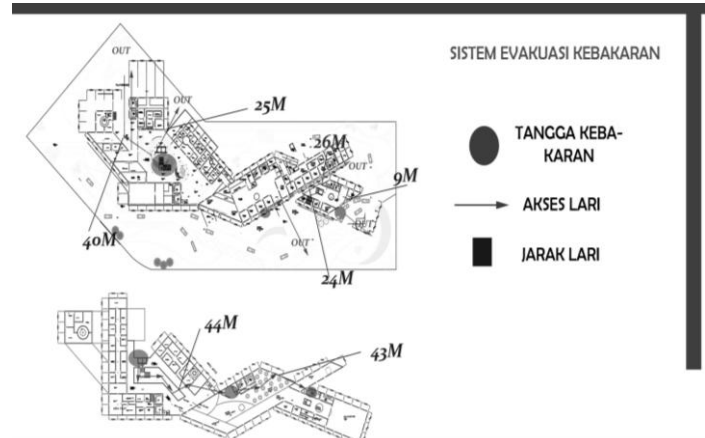 SISTEM EVAKUASI KEBAKARAN
OUT
OUT
25M
26M
OUT
9M
OUT
40M
OUT
24M
TANGGA KEBA-
KARAN
AKSES LARI
JARAK LARI
44M
43M